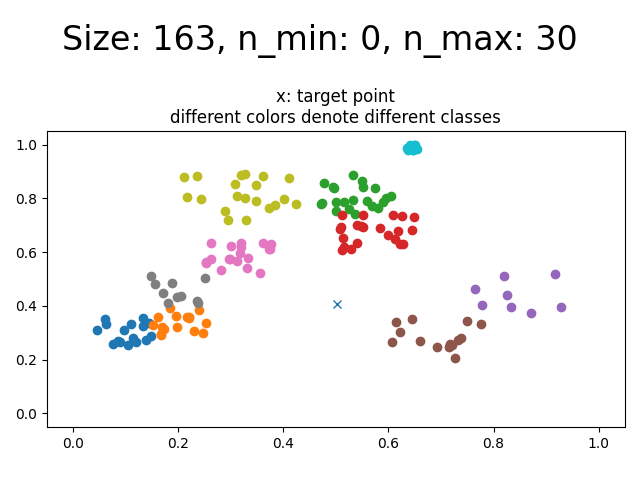 Size: 163, n_min: 0, n_max: 30
x: target point
different colors denote different classes
1.0
0.8
0.6
0.4
0.2
0.0
0.0 0.2 0.4 0.6 0.8 1.0